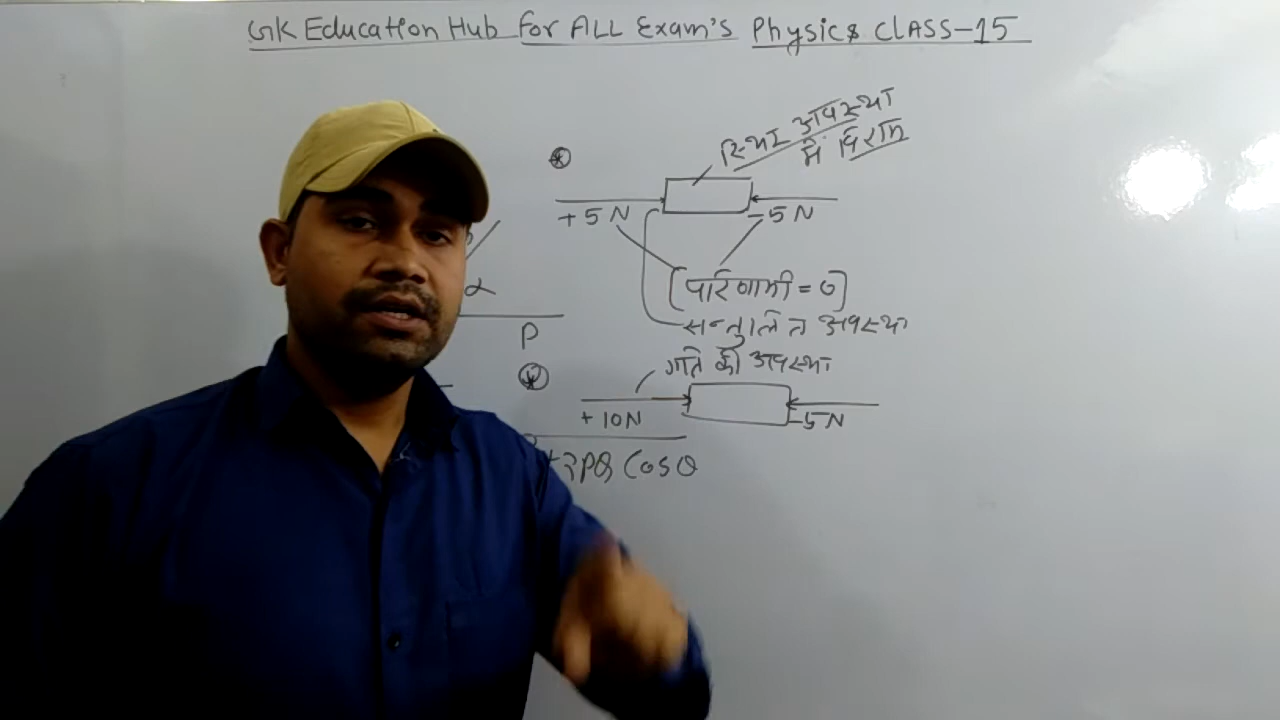 GK Education Hub for ALL Exam's Physics CLASS-15
स्थिर अवस्था
में विराम
+ 5 N
- 5 N
[परिणामी = 0]
α
सन्तुलित अवस्था
P
गति की अवस्था
+ 10N
-5 N
+2PQ Cos θ